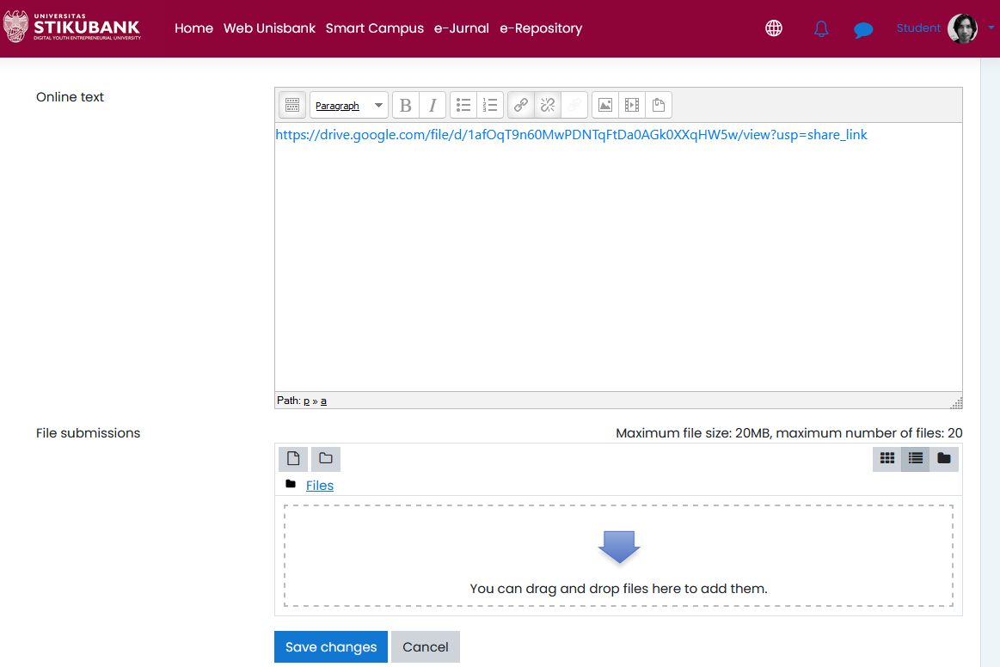 UNIVERSITAS
STIKUBANK
DIGITAL YOUTH ENTREPRENEURIAL UNIVERSITY
Home Web Unisbank Smart Campus e-Jurnal e-Repository
Student
Online text
Paragraph
B I
https://drive.google.com/file/d/1afOqT9n60MwPDNTqFtDa0AGk0XXqHW5w/view?usp=share_link
Path: p » a
File submissions
Maximum file size: 20MB, maximum number of files: 20
Files
You can drag and drop files here to add them.
Save changes Cancel